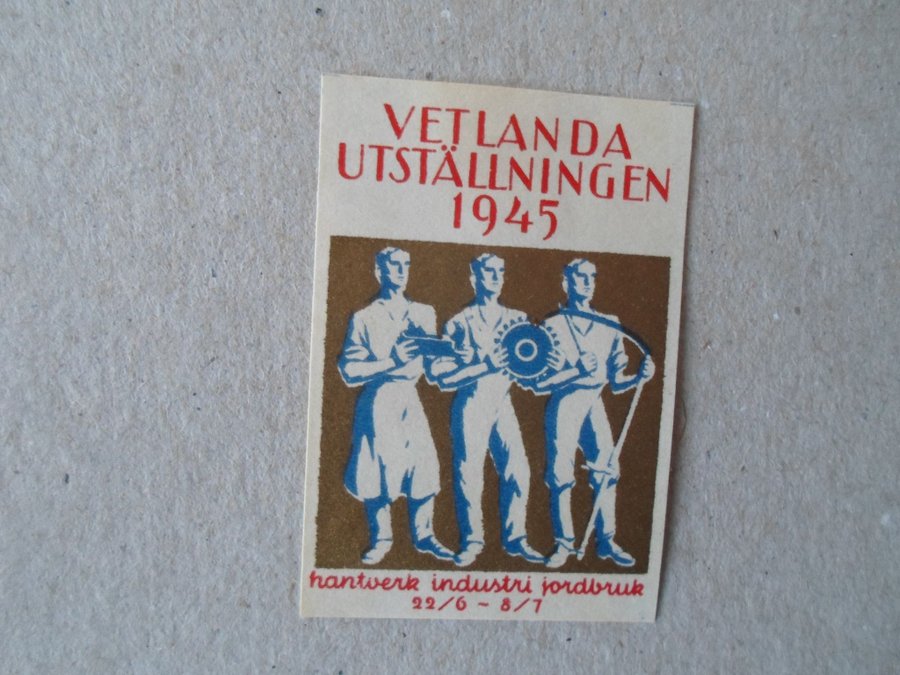 VETLANDA
UTSTÄLLNINGEN
1945
hantverk industri jordbruk
22/6 ~ 8/7